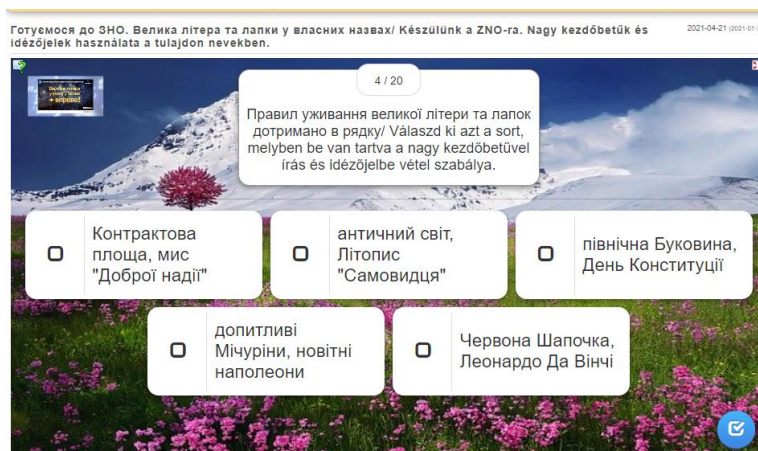 Готуємося до ЗНО. Велика літера та лапки у власних назвах/ Készülünk a ZNO-ra. Nagy kezdőbetűk és
idézőjelek használata a tulajdon nevekben.
2021-04-21
4 / 20
Правил уживання великої літери та лапок
дотримано в рядку/ Válaszd ki azt a sort,
melyben be van tartva a nagy kezdőbetűvel
írás és idézőjelbe vétel szabálya.
Контрактова
площа, мис
"Доброї надії"
античний світ,
Літопис
"Самовидця"
північна Буковина,
День Конституції
допитливі
Мічуріни, новітні
наполеони
Червона Шапочка,
Леонардо Да Вінчі